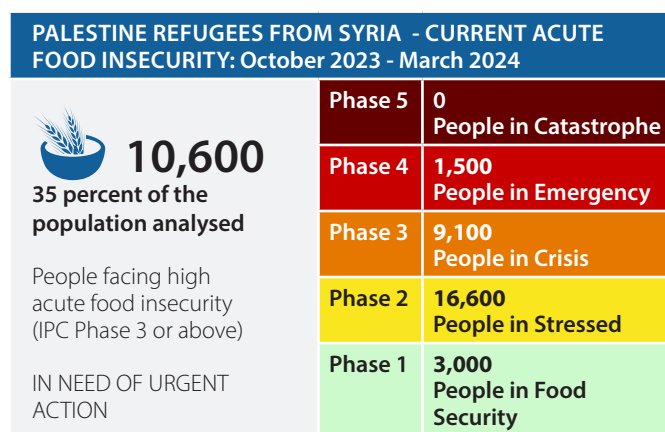 PALESTINE REFUGEES FROM SYRIA - CURRENT ACUTE
FOOD INSECURITY: October 2023 - March 2024
10,600
35 percent of the
population analysed
People facing high
acute food insecurity
(IPC Phase 3 or above)
IN NEED OF URGENT
ACTION
Phase 5
0
People in Catastrophe
Phase 4
1,500
People in Emergency
Phase 3
9,100
People in Crisis
Phase 2
16,600
People in Stressed
Phase 1
3,000
People in Food
Security